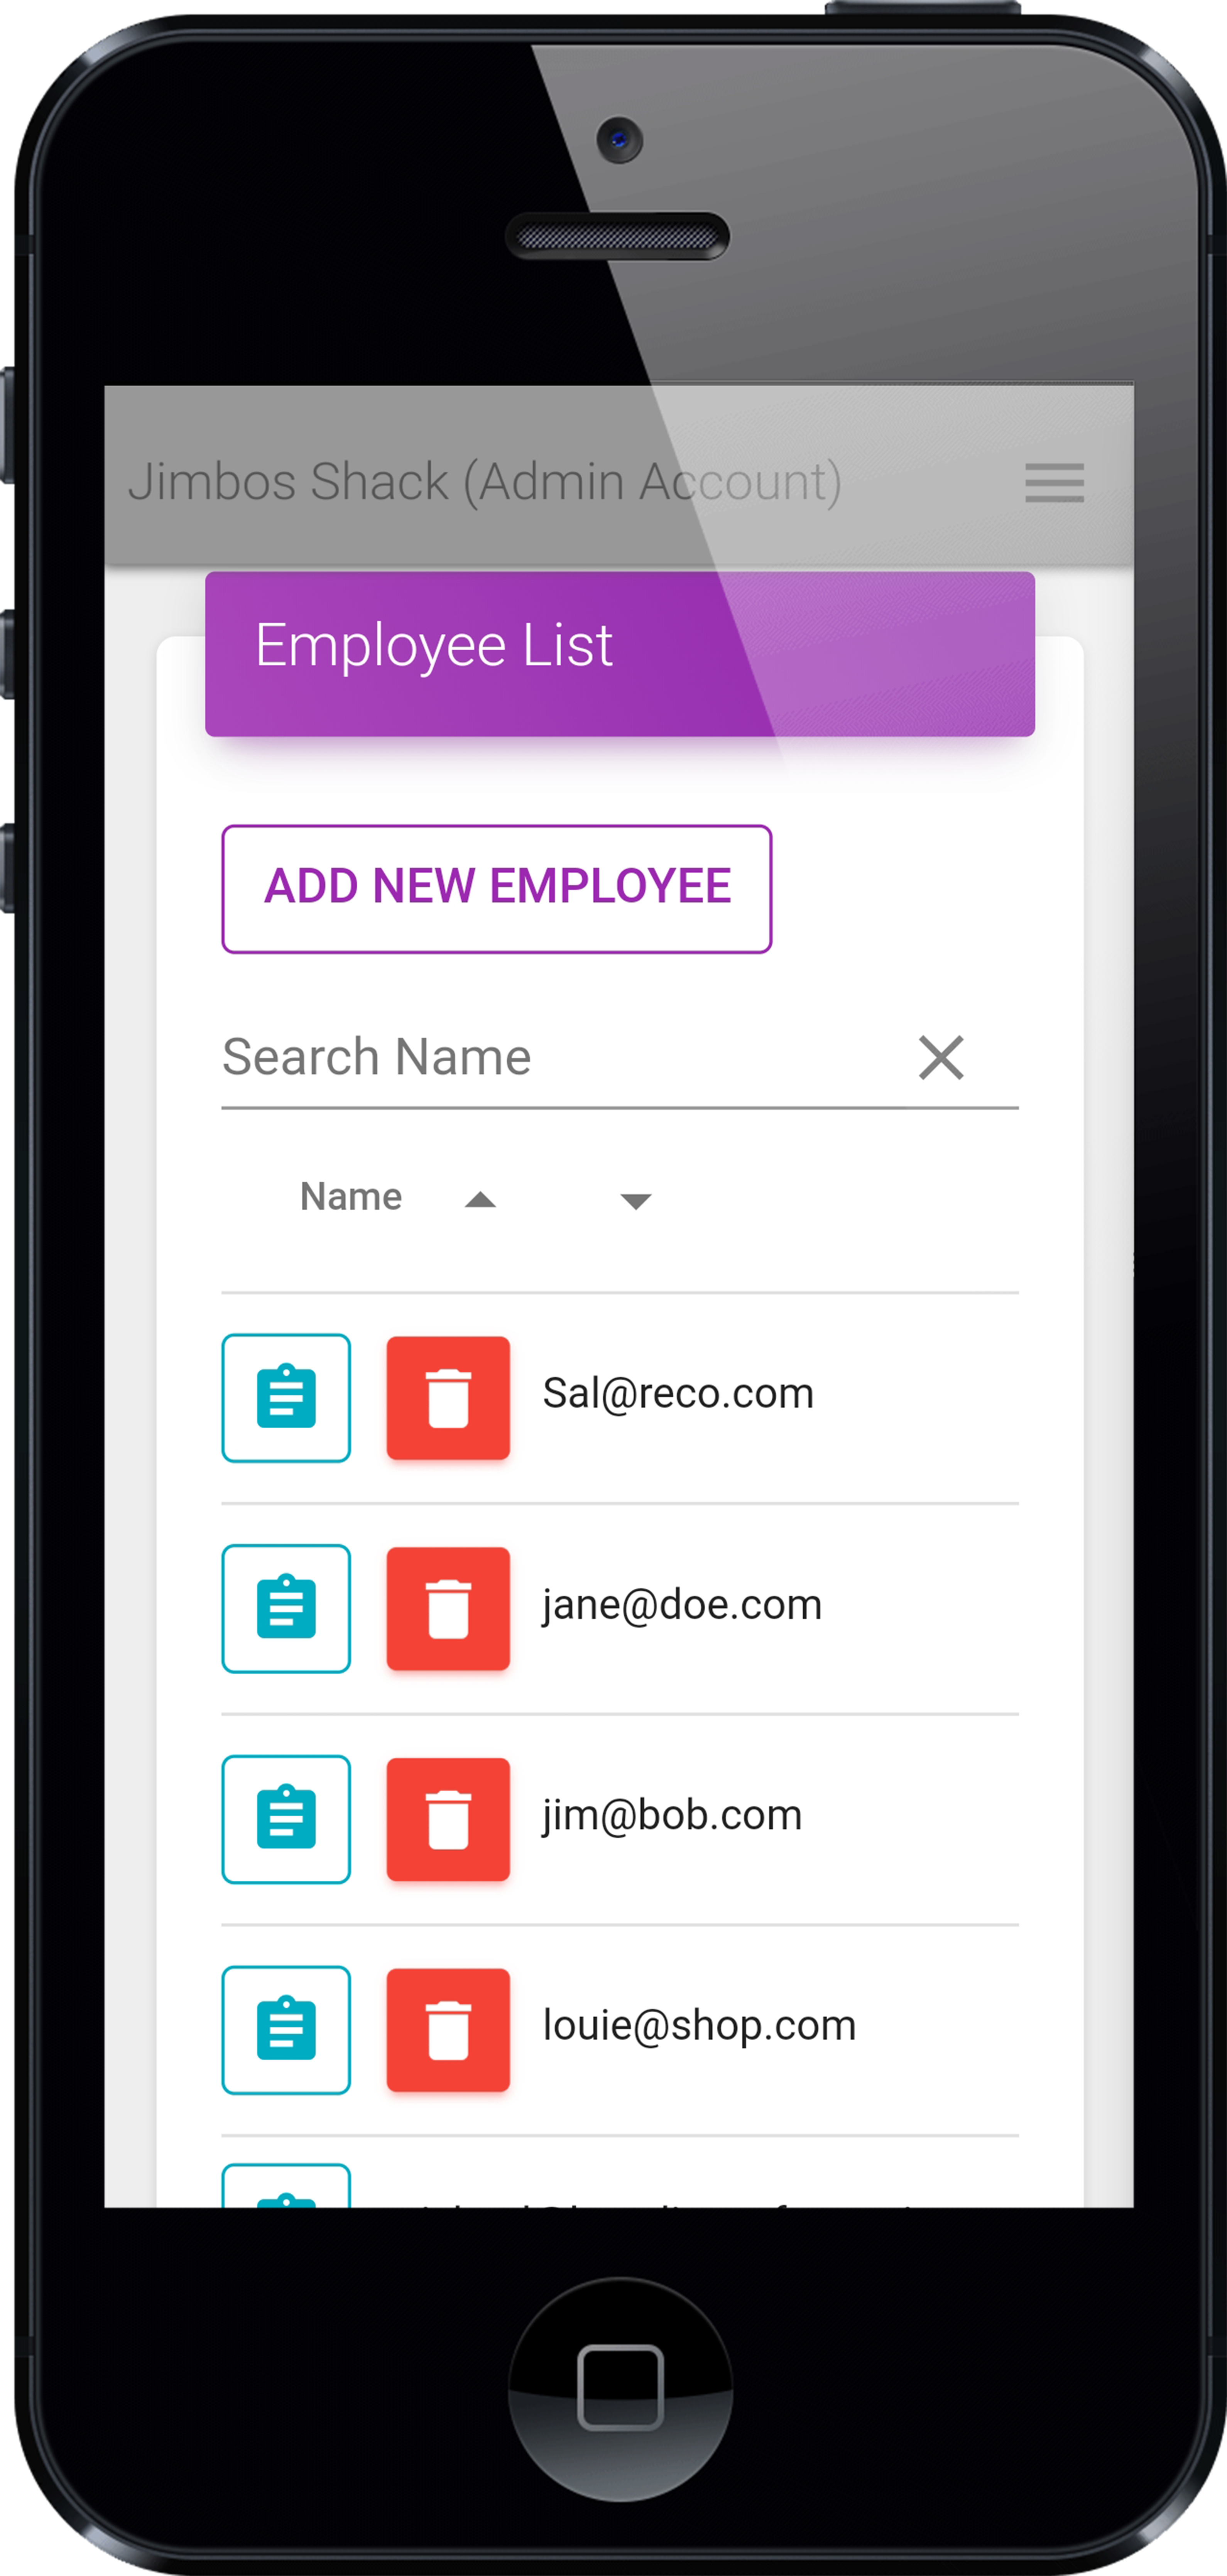 Jimbos Shack (Admin Account)
Employee List
ADD NEW EMPLOYEE
Search Name
Name
Sal@reco.com
jane@doe.com
jim@bob.com
louie@shop.com